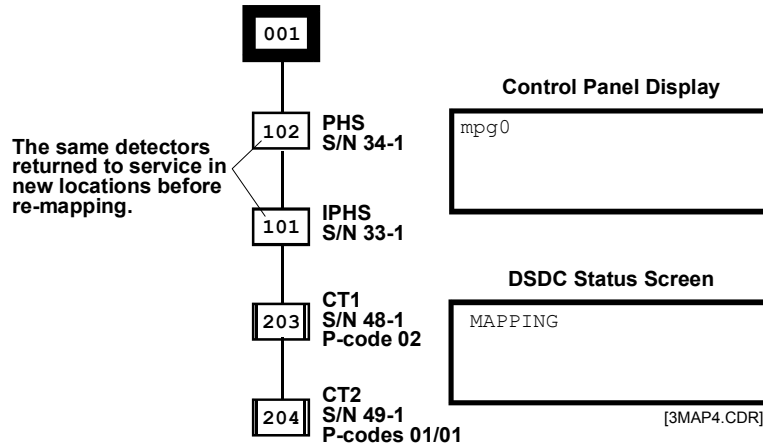 001
The same detectors
returned to service in
new locations before
re-mapping.
102
PHS
S/N 34-1
101
IPHS
S/N 33-1
203
CT1
S/N 48-1
P-code 02
204
CT2
S/N 49-1
P-codes 01/01
Control Panel Display
mpg0
DSDC Status Screen
MAPPING
[3MAP4.CDR]